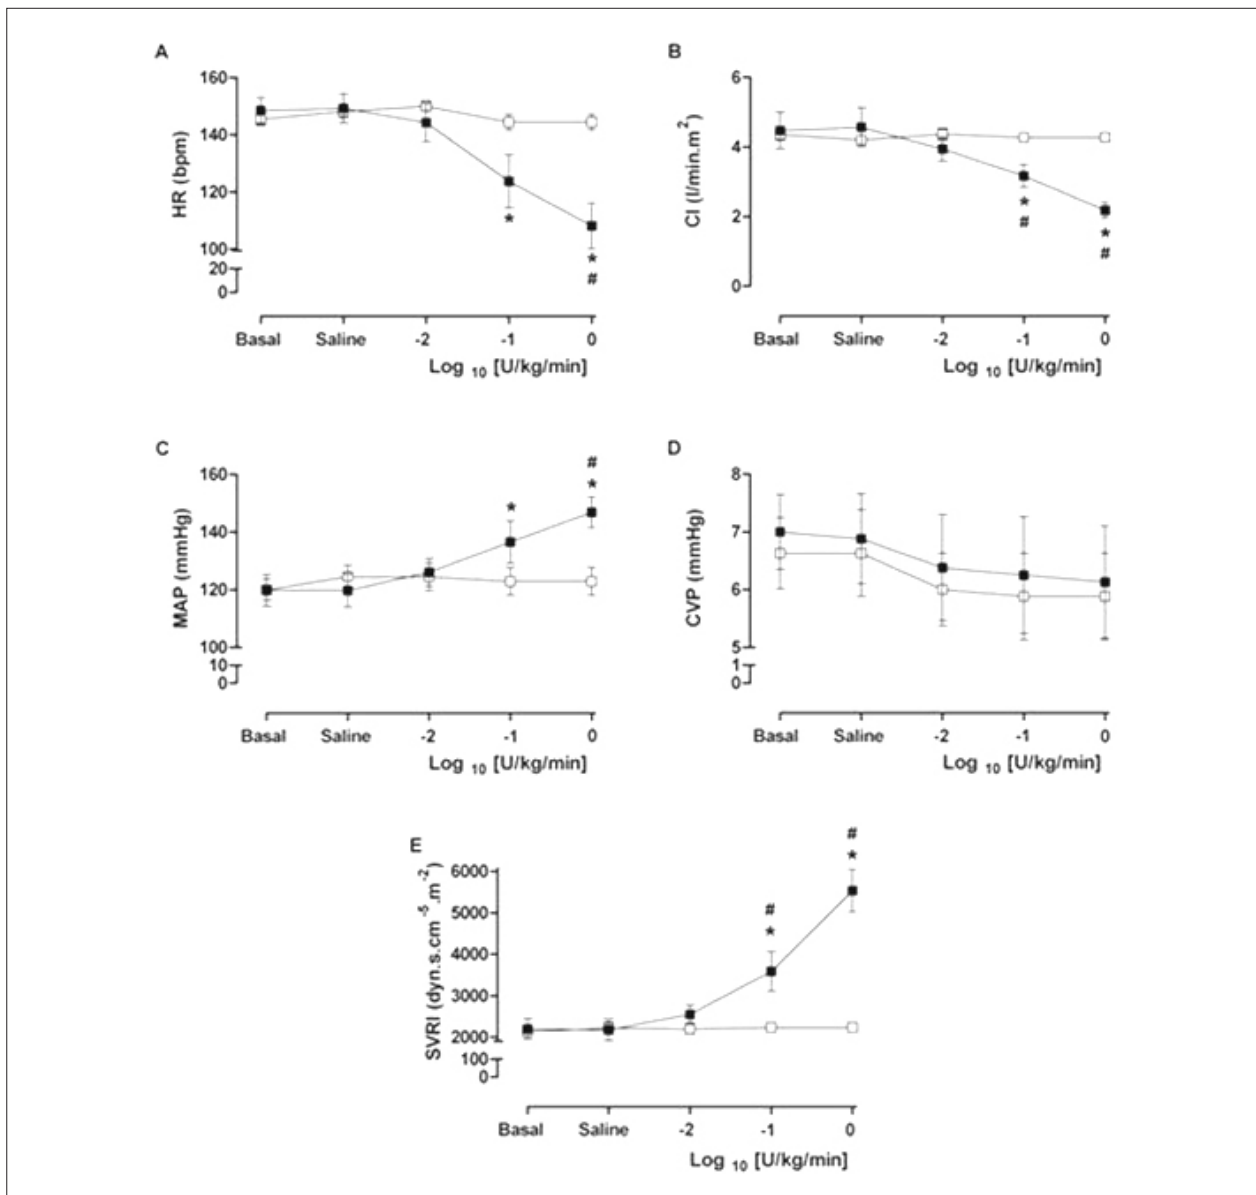 A
160
140
120
100
20
0
HR (bpm)
Basal Saline -2 -1 0
Log 10 [U/kg/min]
*
*
#
B
6
4
2
0
CI (l/min.m2)
Basal Saline -2 -1 0
Log 10 [U/kg/min]
*
#
*
#
C
160
140
120
100
10
0
MAP (mmHg)
Basal Saline -2 -1 0
Log 10 [U/kg/min]
*
#
*
D
8
7
6
5
1
0
CVP (mmHg)
Basal Saline -2 -1 0
Log 10 [U/kg/min]
E
6000
5000
4000
3000
2000
100
0
SVRI (dyn.s.cm-5.m-2)
Basal Saline -2 -1 0
Log 10 [U/kg/min]
#
*
#
*